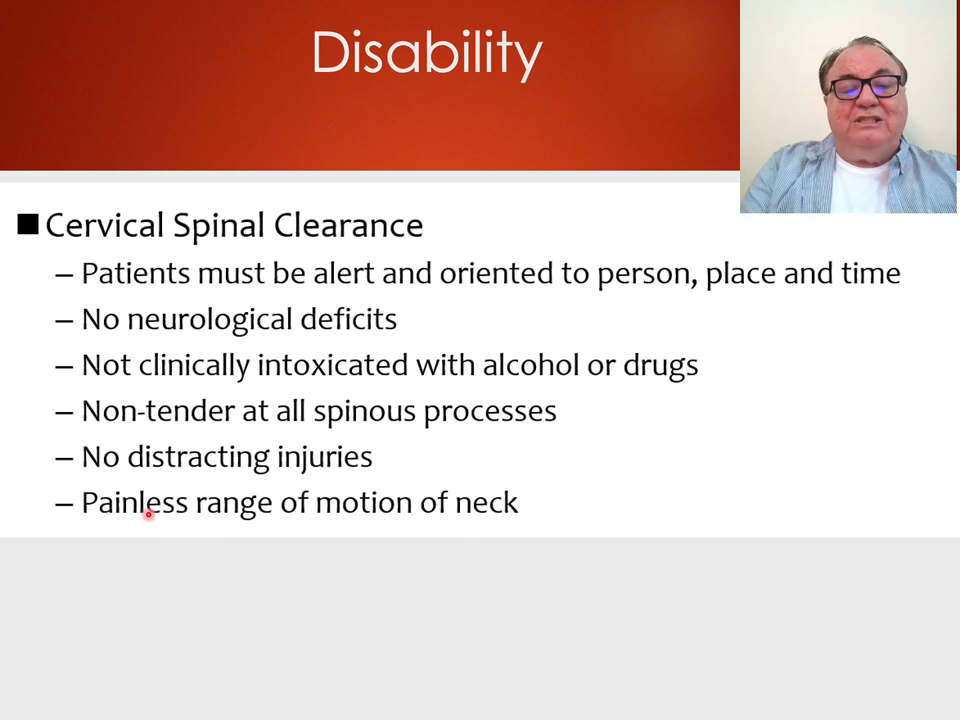 Disability
Cervical Spinal Clearance
– Patients must be alert and oriented to person, place and time
– No neurological deficits
– Not clinically intoxicated with alcohol or drugs
– Non-tender at all spinous processes
– No distracting injuries
– Painless range of motion of neck